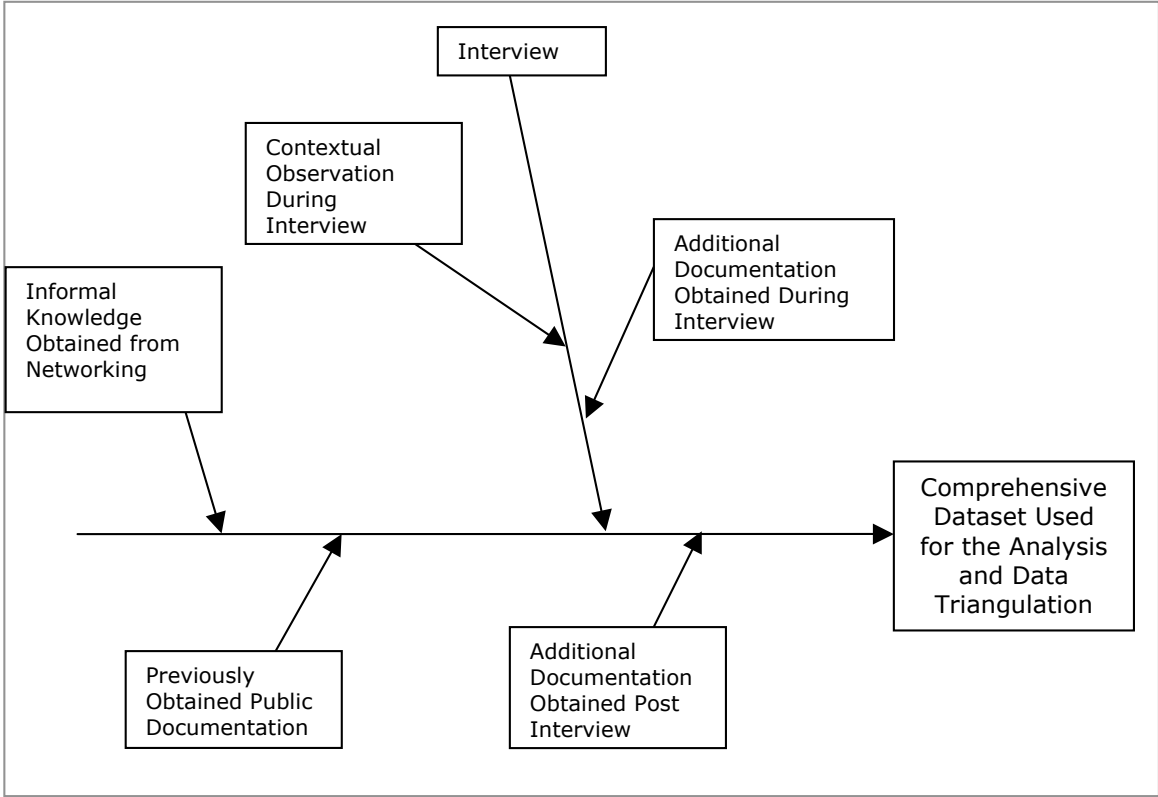 Interview
Contextual
Observation
During
Interview
Additional
Documentation
Obtained During
Interview
Informal
Knowledge
Obtained from
Networking
Comprehensive
Dataset Used
for the Analysis
and Data
Triangulation
Previously
Obtained Public
Documentation
Additional
Documentation
Obtained Post
Interview